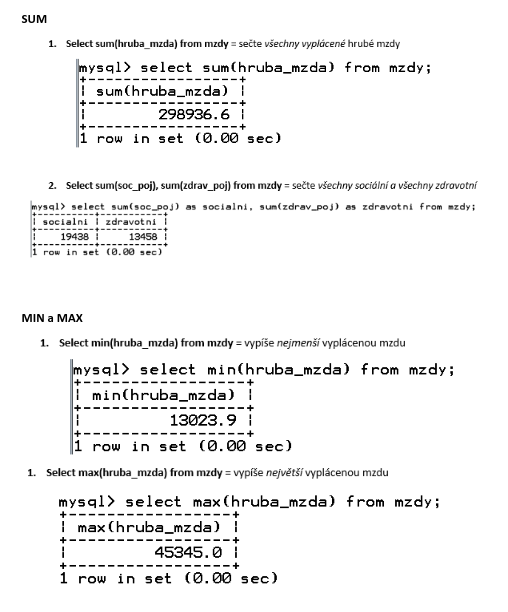 SUM
1. Select sum(hruba_mzda) from mzdy = sečte všechny vyplácené hrubé mzdy
mysql> select sum(hruba_mzda) from mzdy;
+-----------------+
| sum(hruba_mzda) |
+-----------------+
| 298936.6 |
+-----------------+
1 row in set (0.00 sec)
2. Select sum(soc_poj), sum(zdrav_poj) from mzdy = sečte všechny sociální a všechny zdravotní
mysql> select sum(soc_poj) as socialni, sum(zdrav_poj) as zdravotni from mzdy;
+----------+-----------+
| socialni | zdravotni |
+----------+-----------+
| 19438 | 13458 |
+----------+-----------+
1 row in set (0.00 sec)
MIN a MAX
1. Select min(hruba_mzda) from mzdy = vypíše nejmenší vyplácenou mzdu
mysql> select min(hruba_mzda) from mzdy;
+-----------------+
| min(hruba_mzda) |
+-----------------+
| 13023.9 |
+-----------------+
1 row in set (0.00 sec)
1. Select max(hruba_mzda) from mzdy = vypíše největší vyplácenou mzdu
mysql> select max(hruba_mzda) from mzdy;
+-----------------+
| max(hruba_mzda) |
+-----------------+
| 45345.0 |
+-----------------+
1 row in set (0.00 sec)